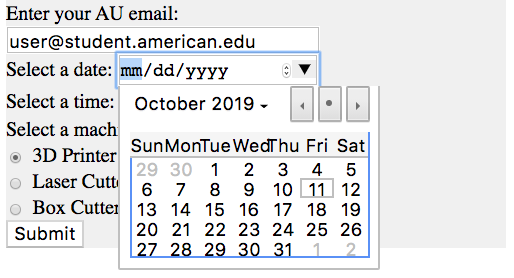 Enter your AU email:
user@student.american.edu
Select a date: mm/dd/yyyy
Select a time:
October 2019
Select a machi
Sun Mon Tue Wed Thu Fri Sat
3D Printer
29 30 1 2 3 4 5
Laser Cutte
6 7 8 9 10 11 12
Box Cutter
13 14 15 16 17 18 19
Submit
20 21 22 23 24 25 26
27 28 29 30 31 1 2